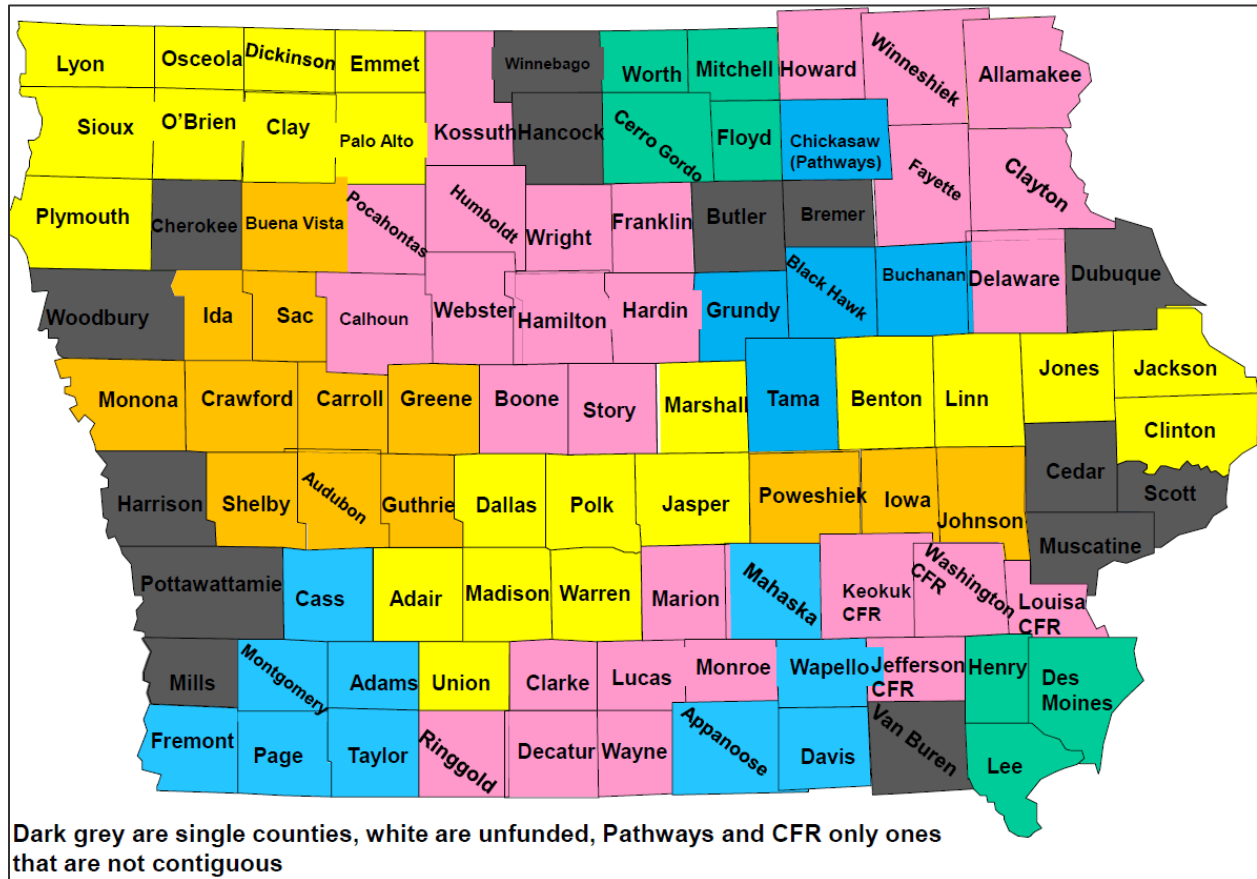 Lyon
Osceola
Dickinson
Emmet
Winnebago
Worth
Mitchell
Howard
Winneshiek
Allamakee
Sioux
O'Brien
Clay
Palo Alto
Kossuth
Hancock
Cerro Gordo
Floyd
Chickasaw
(Pathways)
Fayette
Clayton
Plymouth
Cherokee
Buena Vista
Pocahontas
Humboldt
Wright
Franklin
Butler
Bremer
Woodbury
Ida
Sac
Calhoun
Webster
Hamilton
Hardin
Grundy
Black Hawk
Buchanan
Delaware
Dubuque
Monona
Crawford
Carroll
Greene
Boone
Story
Marshall
Tama
Benton
Linn
Jones
Jackson
Clinton
Harrison
Shelby
Audubon
Guthrie
Dallas
Polk
Jasper
Poweshiek
Iowa
Johnson
Cedar
Scott
Muscatine
Pottawattamie
Cass
Adair
Madison
Warren
Marion
Mahaska
Keokuk
CFR
Washington
CFR
Louisa
CFR
Mills
Montgomery
Adams
Union
Clarke
Lucas
Monroe
Wapello
Jefferson
CFR
Henry
Des
Moines
Fremont
Page
Taylor
Ringgold
Decatur
Wayne
Appanoose
Davis
Van Buren
Lee
Dark grey are single counties, white are unfunded, Pathways and CFR only ones
that are not contiguous